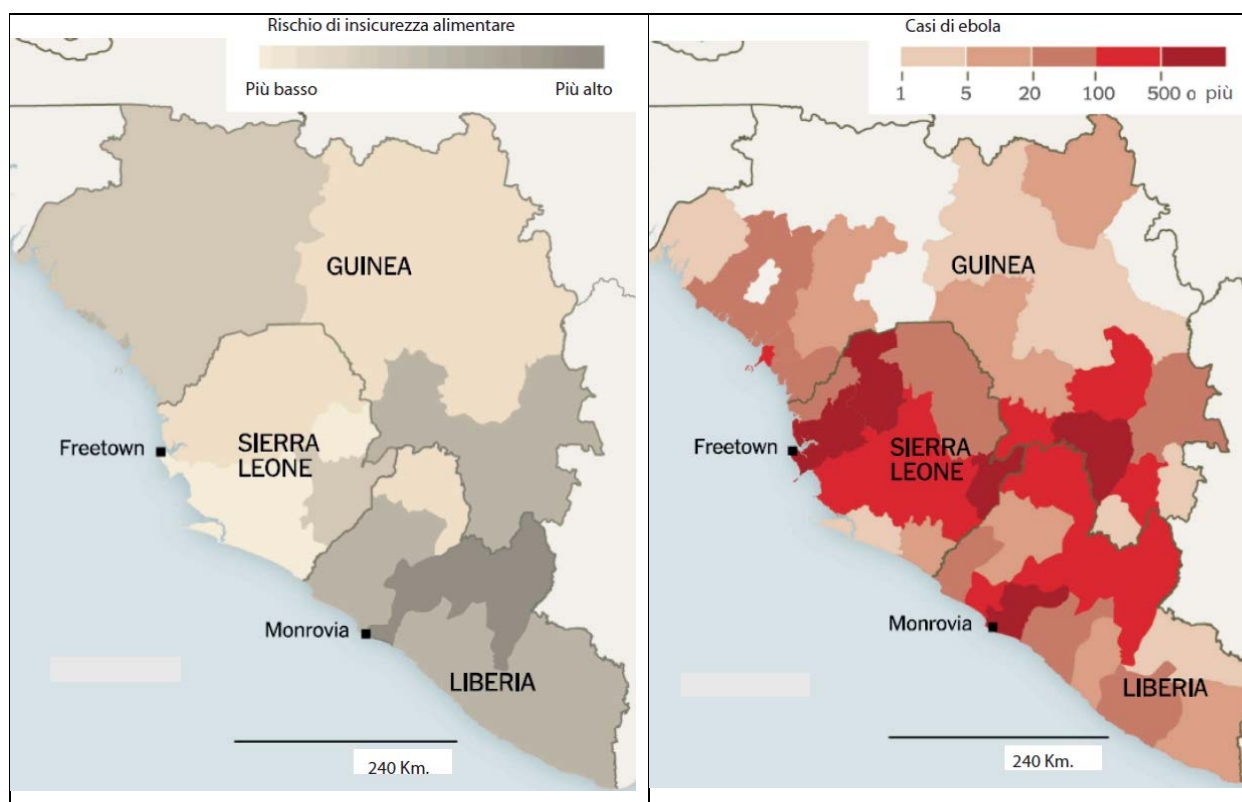 Rischio di insicurezza alimentare
Più basso
Più alto
GUINEA
SIERRA
LEONE
Freetown
Monrovia
LIBERIA
240 Km.
Casi di ebola
1
5
20
100
500 o più
GUINEA
SIERRA
LEONE
Freetown
Monrovia
LIBERIA
240 Km.